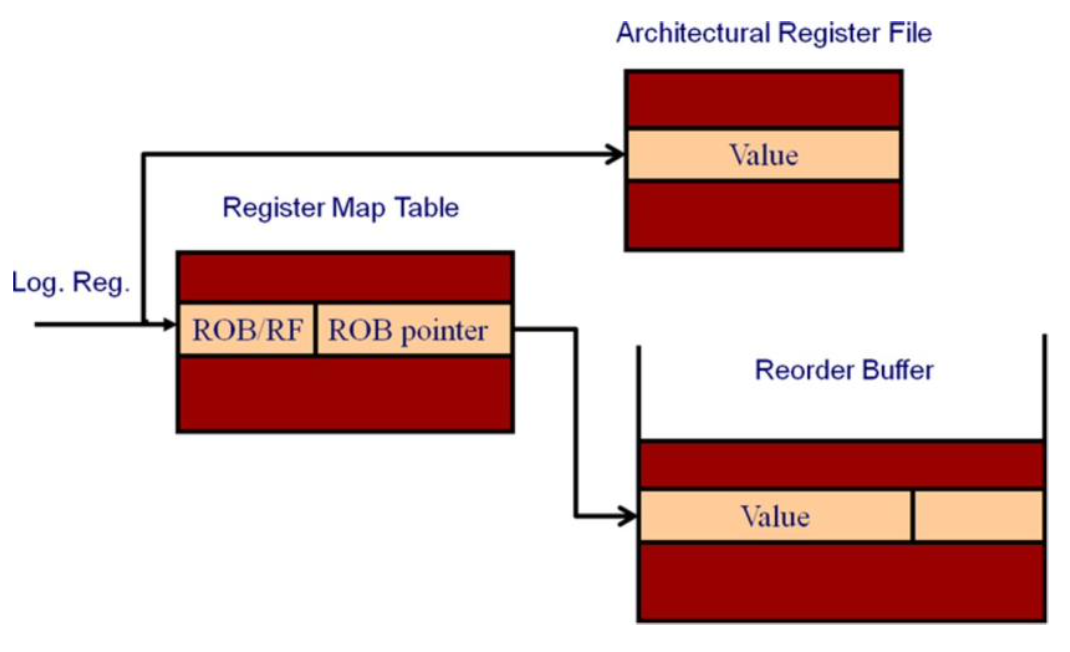 Architectural Register File
Value
Register Map Table
Log. Reg.
ROB/RF
ROB pointer
Reorder Buffer
Value